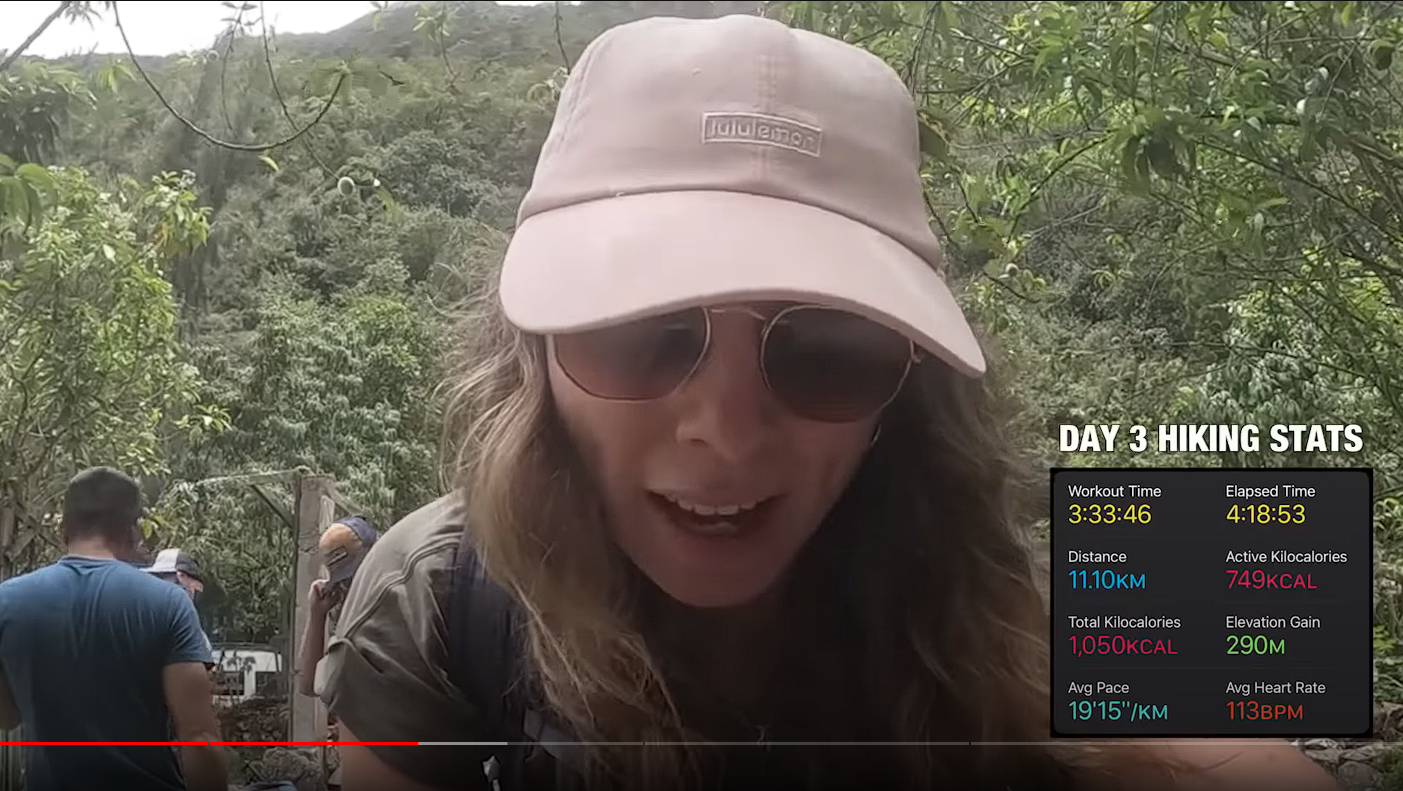 lululemon
DAY 3 HIKING STATS
Workout Time Elapsed Time
3:33:46 4:18:53
Distance Active Kilocalories
11.10KM 749KCAL
Total Kilocalories Elevation Gain
1,050KCAL 290M
Avg Pace Avg Heart Rate
19'15"/KM 113BPM